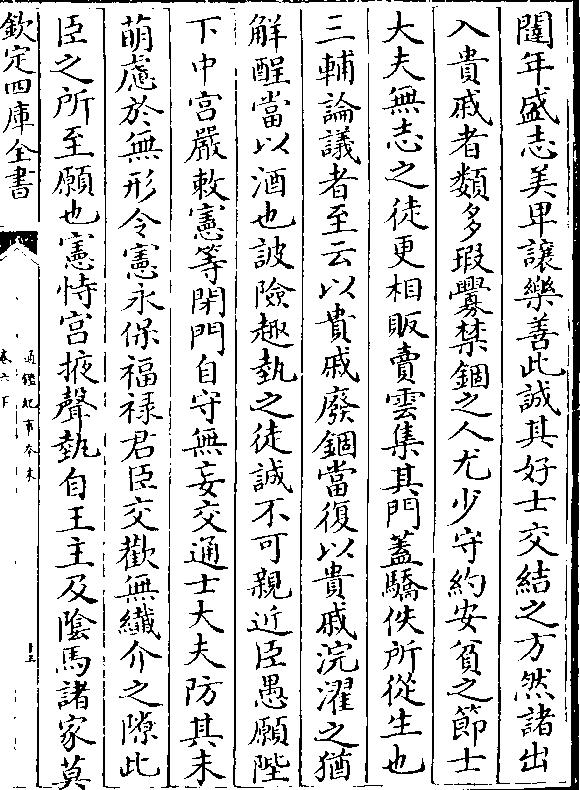 闥年盛志美卑讓樂善此誠其好士交結之方然諸出
入貴戚者類多瑕釁禁錮之人尤少守約安貧之節士
大夫無志之徒更相販賣雲集其門蓋驕佚所從生也
三輔論議者至云以貴戚廢錮當復以貴戚浣濯之猶
解酲當以酒也詖險趣埶之徒誠不可親近臣愚願陛
下中宫嚴敕憲等閉門自守無妄交通士大夫防其未
萌慮於無形令憲永保福禄君臣交歡無纎介之隙此
臣之所至願也憲恃宫掖聲埶自王主及隂馬諸家莫
欽定四庫全書
通鑑紀事本末
卷六下
十三